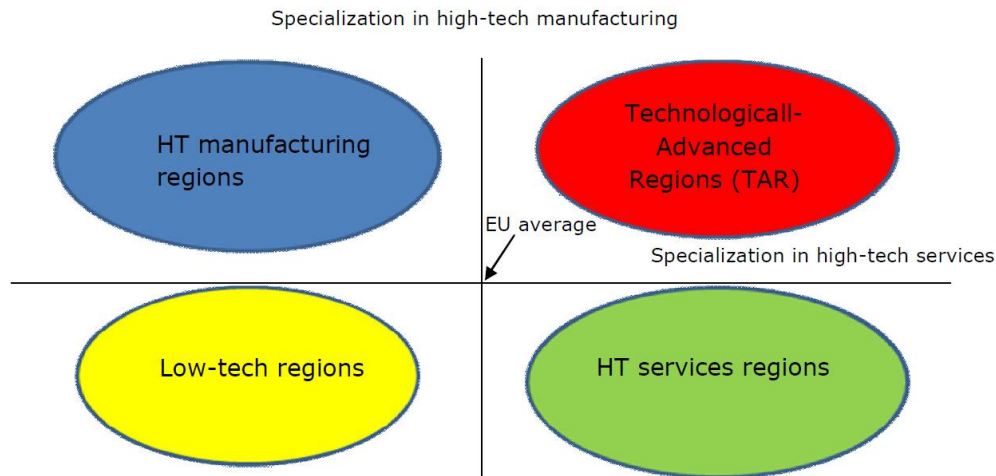 Specialization in high-tech manufacturing
HT manufacturing
regions
Technologicall-
Advanced
Regions (TAR)
EU average
Specialization in high-tech services
Low-tech regions
HT services regions